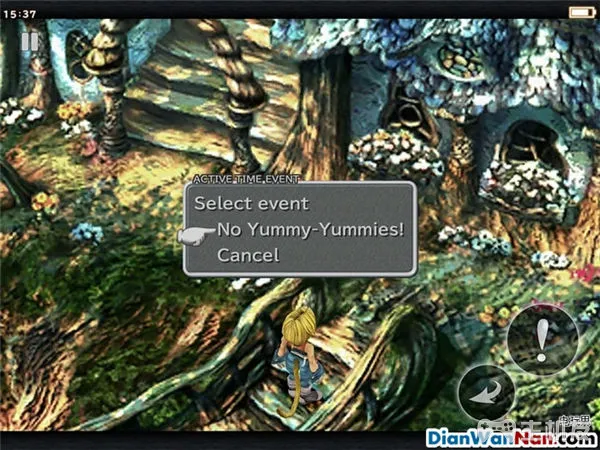 15:37
ACTIVE TIME EVENT
Select event
No Yummy-Yummies!
Cancel
DianWanNan.com